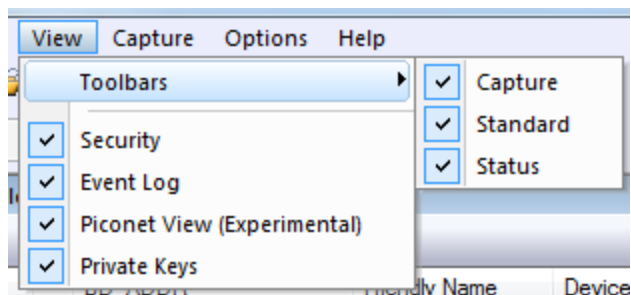 View Capture Options Help
Toolbars
Capture
Standard
Status
Security
Event Log
Piconet View (Experimental)
Private Keys
BD_ADDR Friendly Name Device